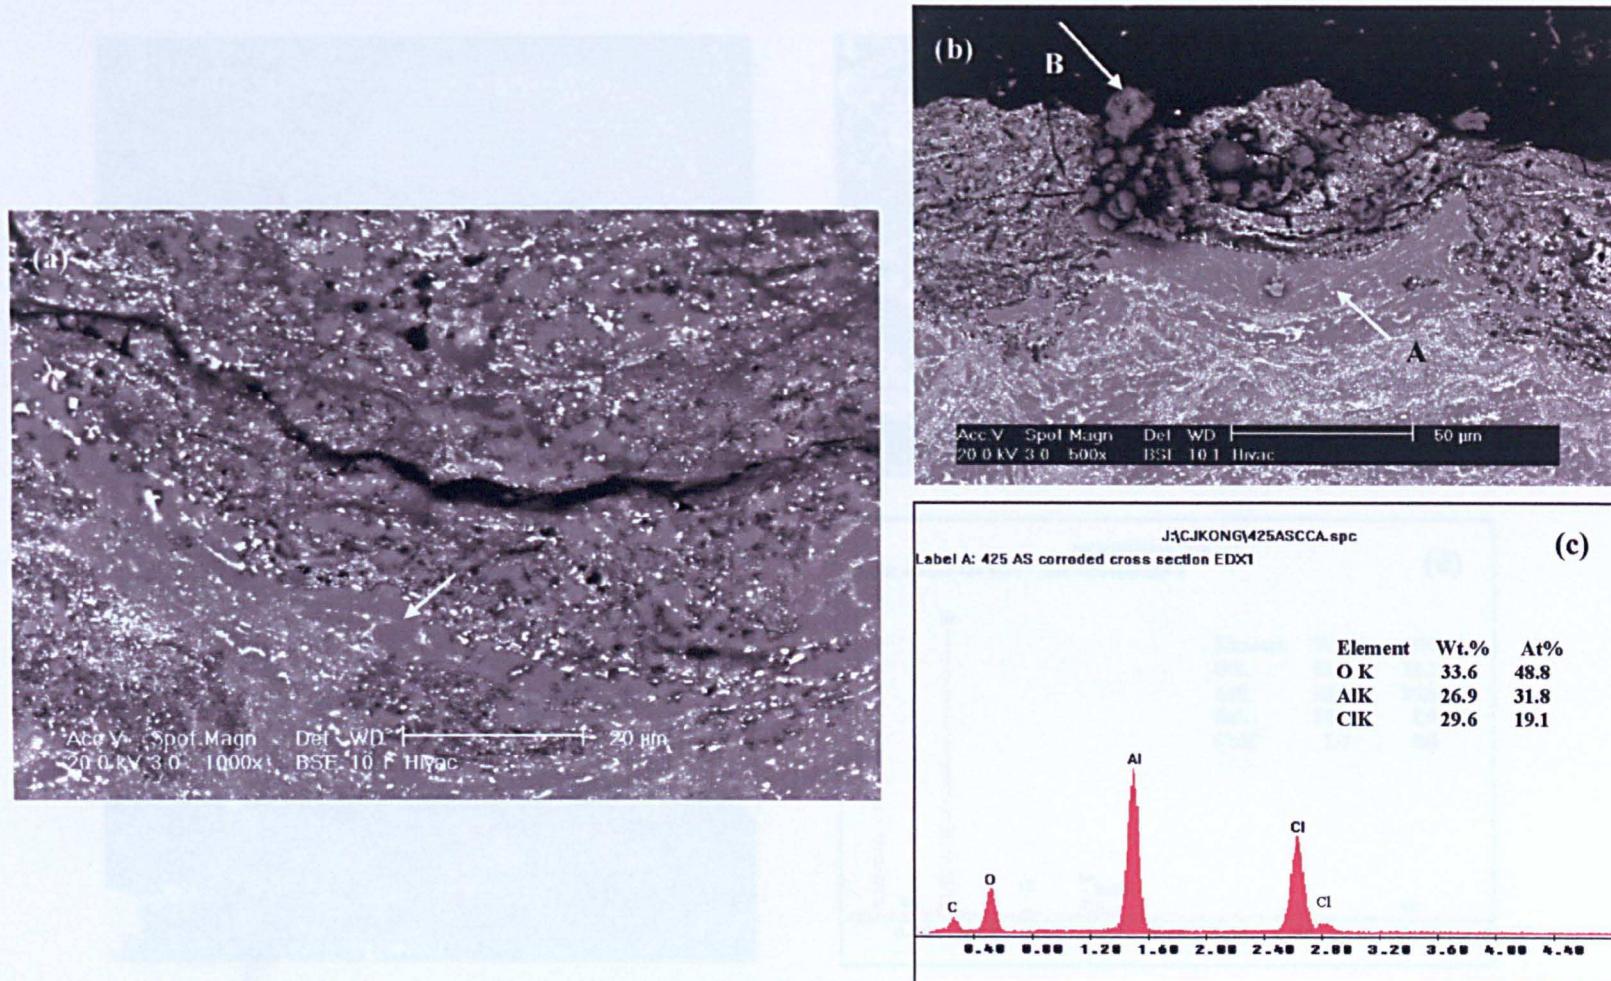 (a)
Acc.V Spot Magn Det WD 20 µm
20.0 kV 3.0 1000x BSE 10.1 Hivac
(b)
B
A
Acc.V Spot Magn Det WD 50 µm
20.0 kV 3.0 500x BSE 10.1 Hivac
J:\CJKONG\425ASCCA.spc
(c)
Label A: 425 AS corroded cross section EDX1
Element Wt.% At%
O K 33.6 48.8
AlK 26.9 31.8
ClK 29.6 19.1
C
O
Al
Cl
Cl
0.40 0.80 1.20 1.60 2.00 2.40 2.80 3.20 3.60 4.00 4.40